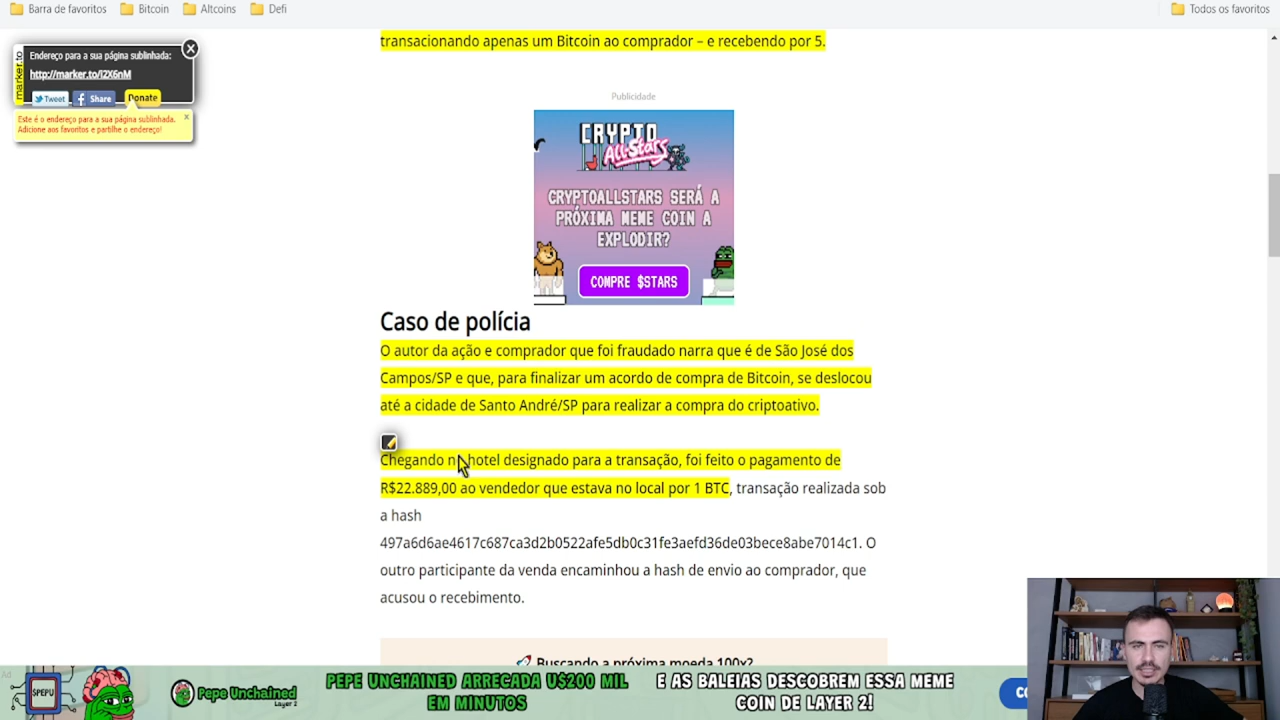 Barra de favoritos
Bitcoin
Altcoins
Defi
Todos os favoritos
marker.to
Endereço para a sua página sublinhada:
http://marker.to/l2X6nM
Tweet
Share
Donate
Este é o endereço para a sua página sublinhada.
Adicione aos favoritos e partilhe o endereço!
transacionando apenas um Bitcoin ao comprador – e recebendo por 5.
Publicidade
CRYPTO
All-Stars
CRYPTOALLSTARS SERÁ A
PRÓXIMA MEME COIN A
EXPLODIR?
COMPRE $STARS
Caso de polícia
O autor da ação e comprador que foi fraudado narra que é de São José dos
Campos/SP e que, para finalizar um acordo de compra de Bitcoin, se deslocou
até a cidade de Santo André/SP para realizar a compra do criptoativo.
Chegando no hotel designado para a transação, foi feito o pagamento de
R$22.889,00 ao vendedor que estava no local por 1 BTC, transação realizada sob
a hash
497a6d6ae4617c687ca3d2b0522afe5db0c31fe3aefd36de03bece8abe7014c1. O
outro participante da venda encaminhou a hash de envio ao comprador, que
acusou o recebimento.
Buscando a próxima moeda 100x?
Ad
$PEPU
Pepe Unchained
Layer 2
PEPE UNCHAINED ARRECADA U$200 MIL
EM MINUTOS
E AS BALEIAS DESCOBREM ESSA MEME
COIN DE LAYER 2!